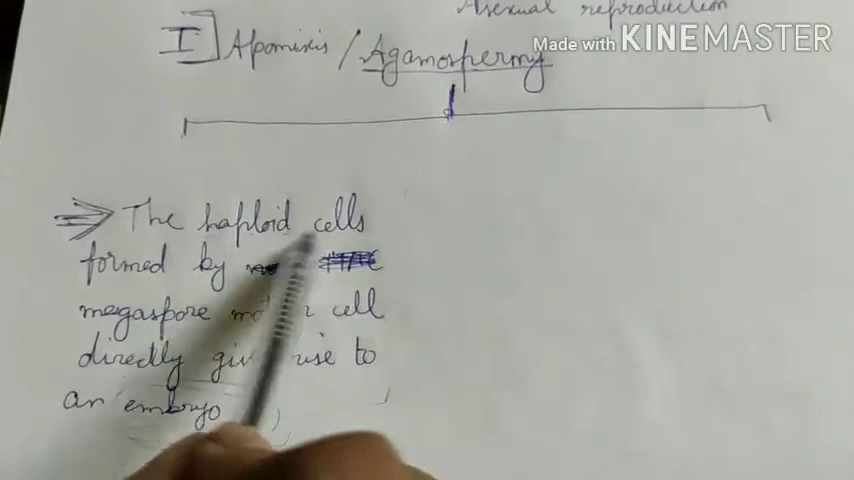 Asexual reproduction
I] Apomixis / Agamospermy
Made with KINEMASTER
⇒ The haploid cells
formed by
megaspore cell
directly rise to
an embryo